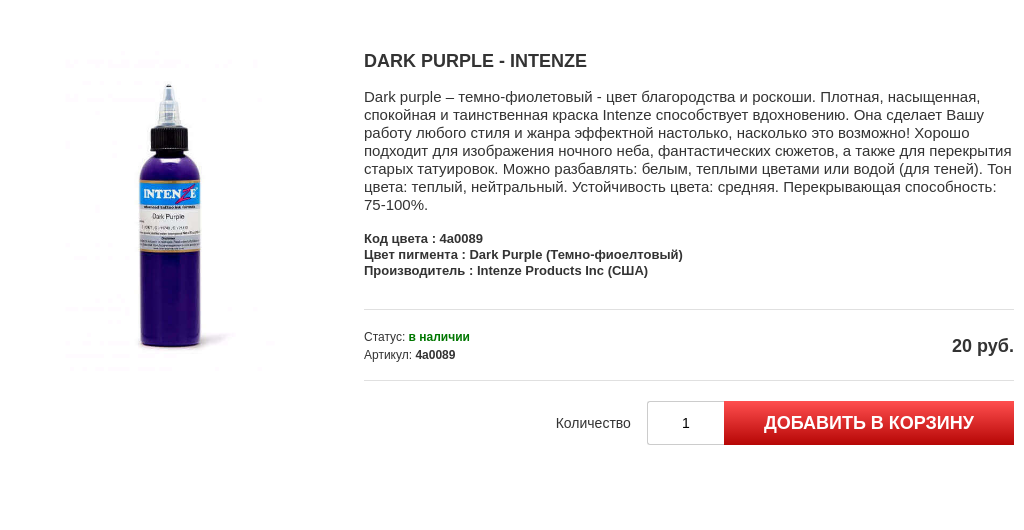 DARK PURPLE - INTENZE
Dark purple – темно-фиолетовый - цвет благородства и роскоши. Плотная, насыщенная,
спокойная и таинственная краска Intenze способствует вдохновению. Она сделает Вашу
работу любого стиля и жанра эффектной настолько, насколько это возможно! Хорошо
подходит для изображения ночного неба, фантастических сюжетов, а также для перекрытия
старых татуировок. Можно разбавлять: белым, теплыми цветами или водой (для теней). Тон
цвета: теплый, нейтральный. Устойчивость цвета: средняя. Перекрывающая способность:
75-100%.
INTENZE
advanced tattoo ink formula
Dark Purple
Код цвета : 4a0089
Цвет пигмента : Dark Purple (Темно-фиоелтовый)
Производитель : Intenze Products Inc (США)
Статус: в наличии
Артикул: 4a0089
20 руб.
Количество
1
ДОБАВИТЬ В КОРЗИНУ